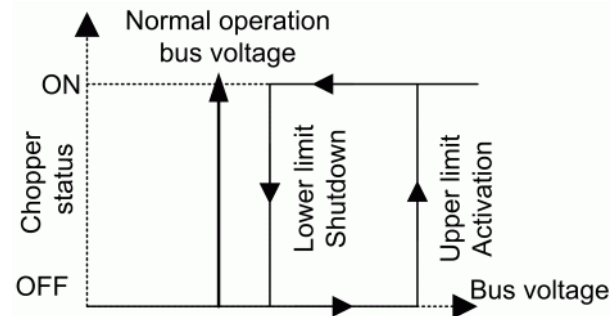 Normal operation
bus voltage
ON
Chopper
status
Lower limit
Shutdown
Upper limit
Activation
OFF
Bus voltage